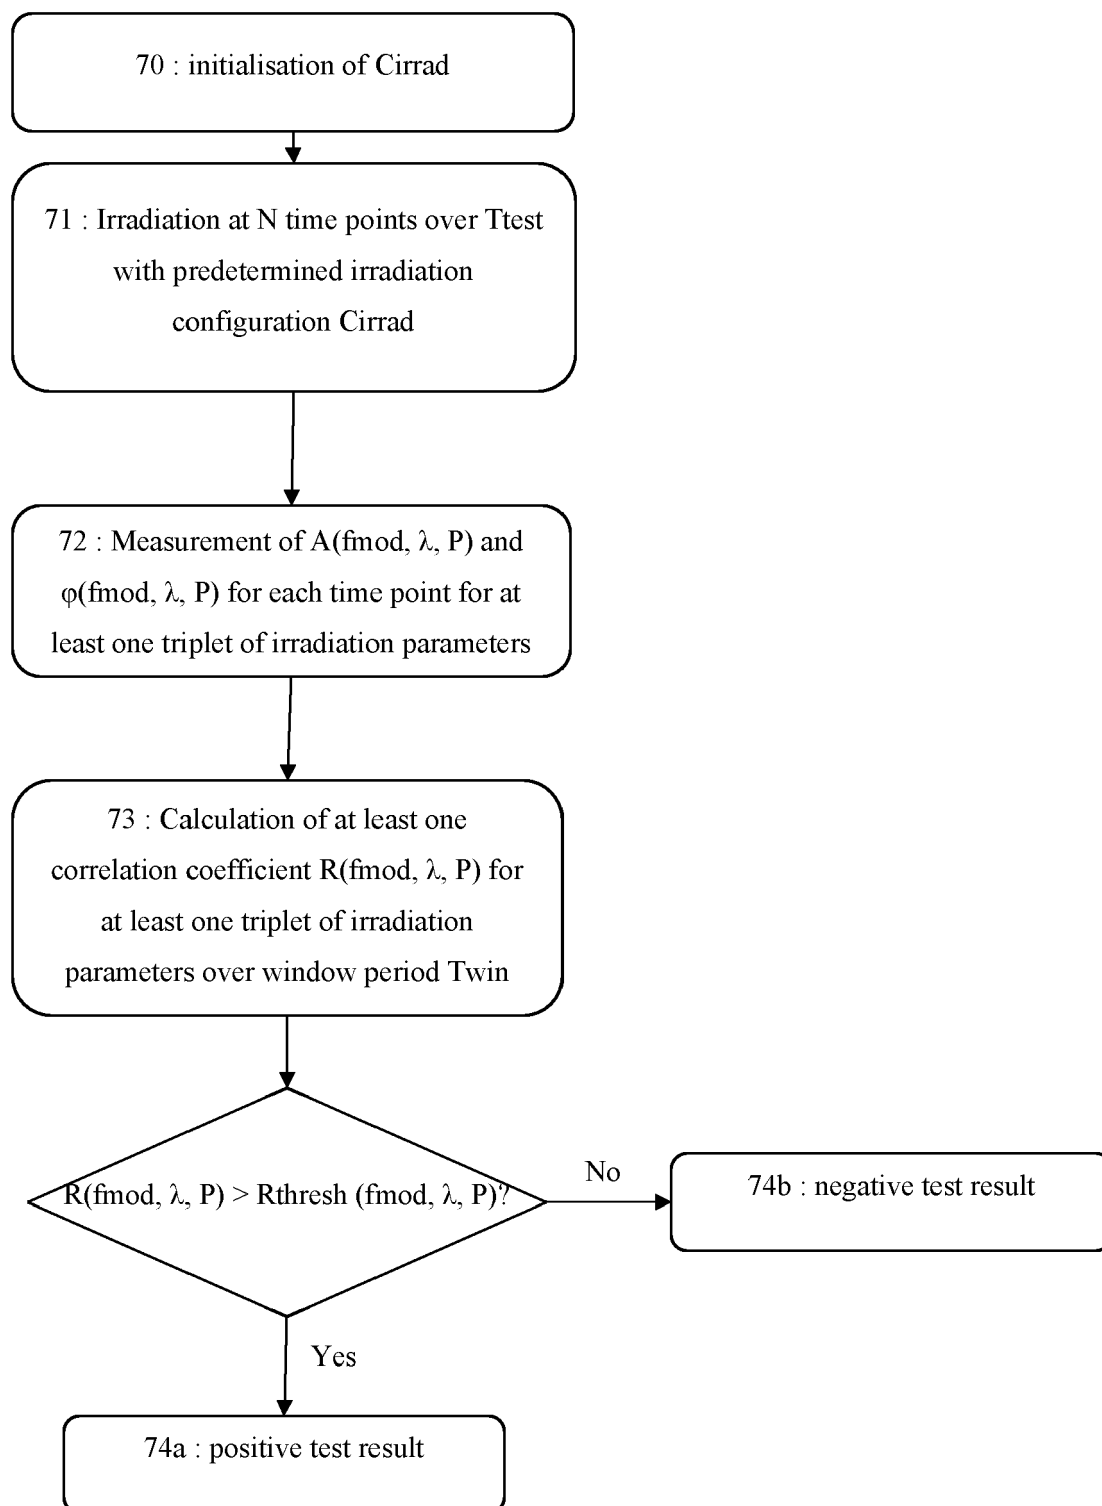 70 : initialisation of Cirrad
71 : Irradiation at N time points over Ttest
with predetermined irradiation
configuration Cirrad
72 : Measurement of A(fmod, λ, P) and
φ(fmod, λ, P) for each time point for at
least one triplet of irradiation parameters
73 : Calculation of at least one
correlation coefficient R(fmod, λ, P) for
at least one triplet of irradiation
parameters over window period Twin
R(fmod, λ, P) > Rthresh (fmod, λ, P)?
No
74b : negative test result
Yes
74a : positive test result